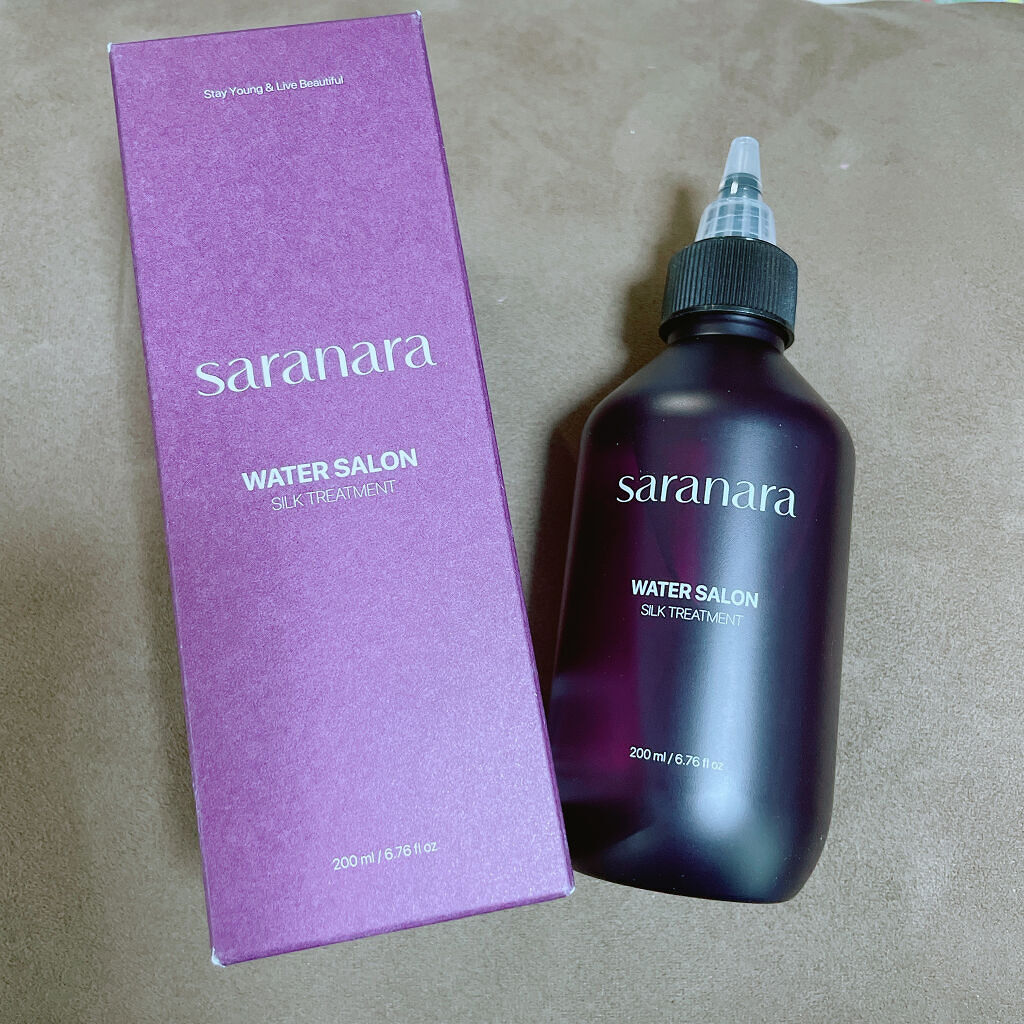 Stay Young & Live Beautiful
saranara
WATER SALON
SILK TREATMENT
200 ml / 6.76 fl oz
saranara
WATER SALON
SILK TREATMENT
200 ml / 6.76 fl oz